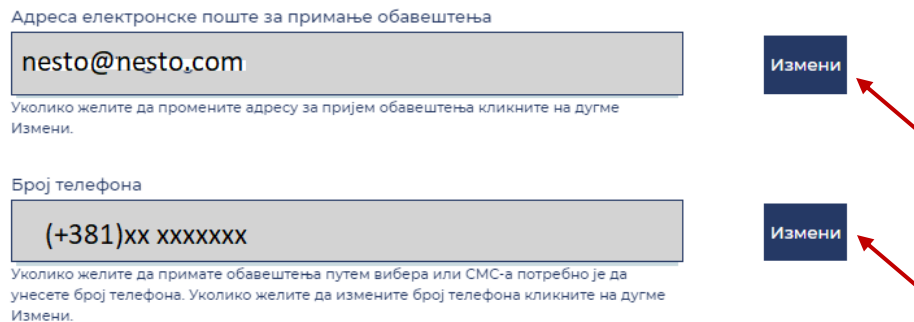 Адреса електронске поште за примање обавештења
nesto@nesto.com
Измени
Уколико желите да промените адресу за пријем обавештења кликните на дугме
Измени.
Број телефона
(+381)xx xxxxxxx
Измени
Уколико желите да примате обавештења путем вибера или СМС-а потребно је да
унесете број телефона. Уколико желите да измените број телефона кликните на дугме
Измени.